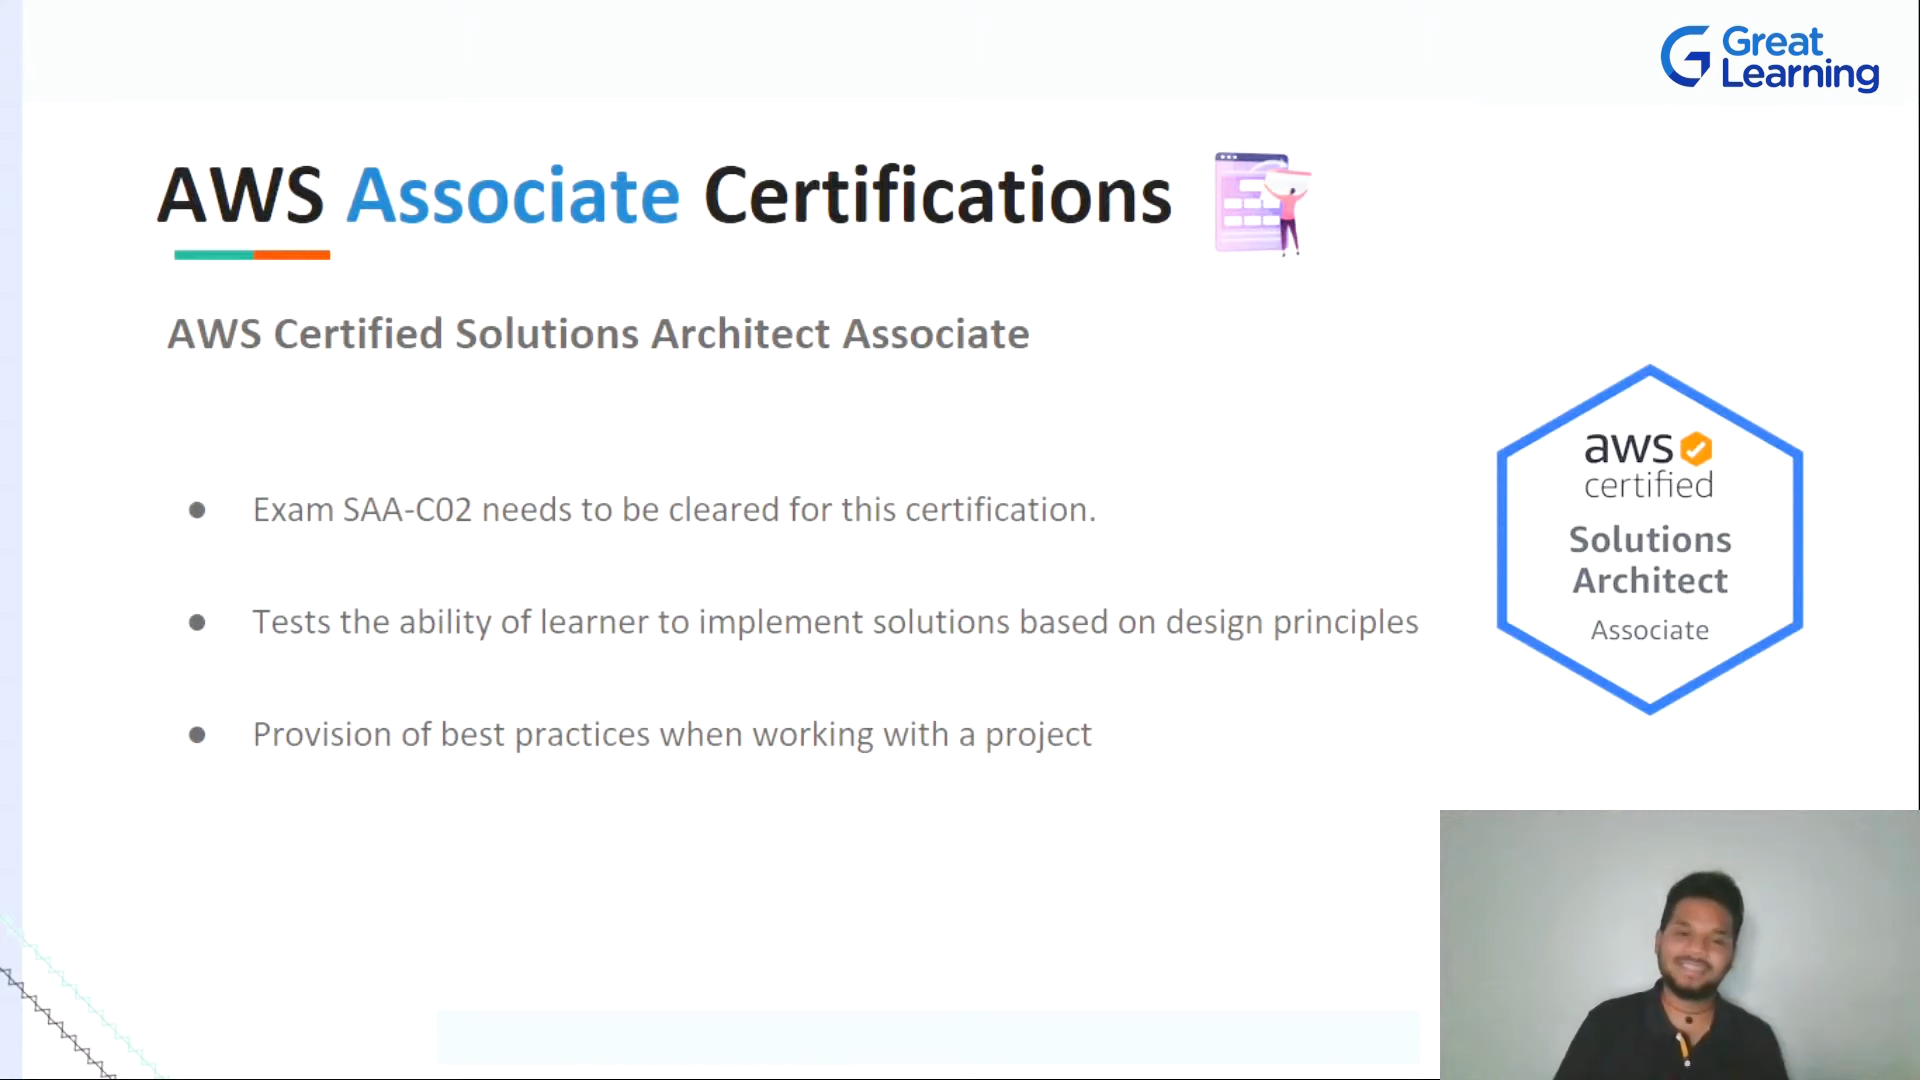 Great
Learning
AWS Associate Certifications
AWS Certified Solutions Architect Associate
● Exam SAA-C02 needs to be cleared for this certification.
● Tests the ability of learner to implement solutions based on design principles
● Provision of best practices when working with a project
aws
certified
Solutions
Architect
Associate